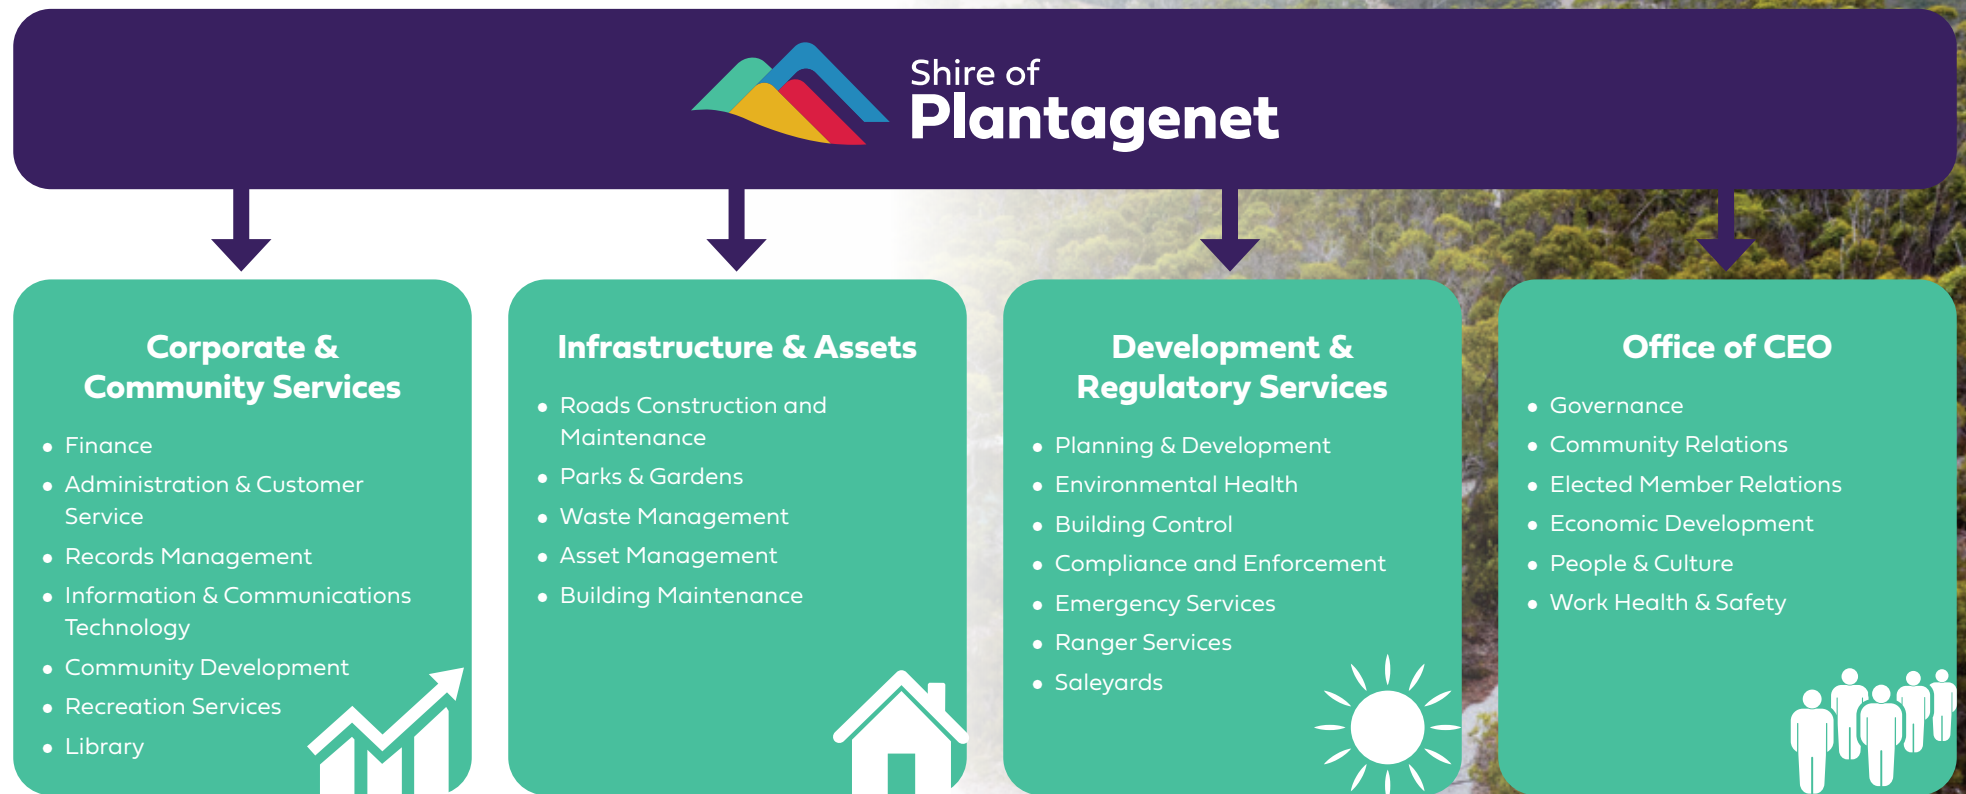 Shire of
Plantagenet
Corporate &
Community Services
• Finance
• Administration & Customer
Service
• Records Management
• Information & Communications
Technology
• Community Development
• Recreation Services
• Library
Infrastructure & Assets
• Roads Construction and
Maintenance
• Parks & Gardens
• Waste Management
• Asset Management
• Building Maintenance
Development &
Regulatory Services
• Planning & Development
• Environmental Health
• Building Control
• Compliance and Enforcement
• Emergency Services
• Ranger Services
• Saleyards
Office of CEO
• Governance
• Community Relations
• Elected Member Relations
• Economic Development
• People & Culture
• Work Health & Safety